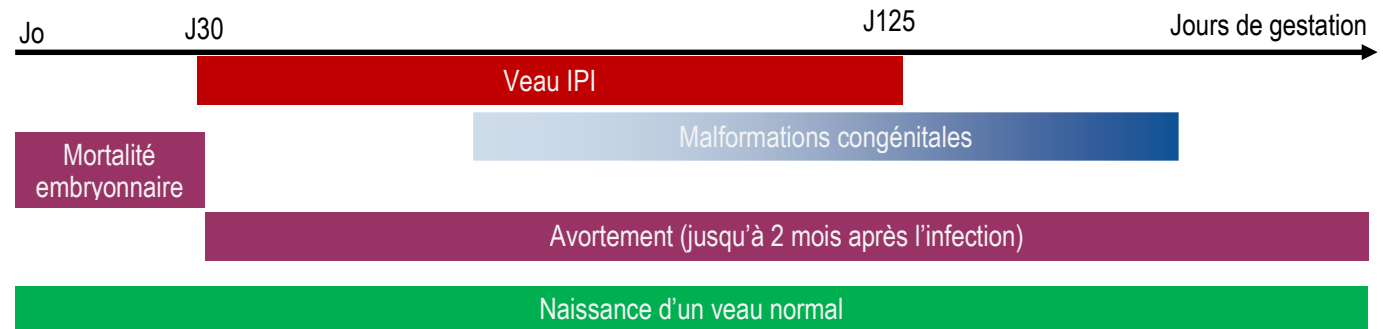 Jo
J30
J125
Jours de gestation
Veau IPI
Malformations congénitales
Mortalité
embryonnaire
Avortement (jusqu'à 2 mois après l'infection)
Naissance d'un veau normal